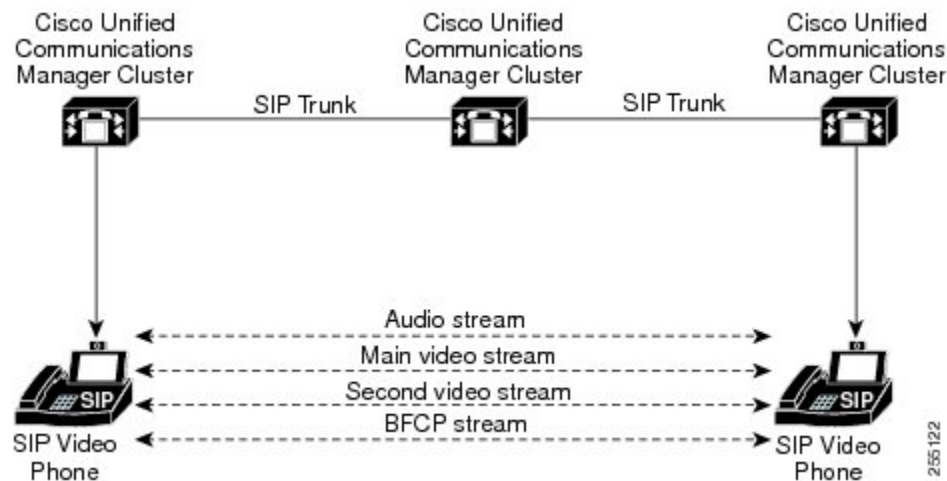 Cisco Unified
Communications
Manager Cluster
Cisco Unified
Communications
Manager Cluster
Cisco Unified
Communications
Manager Cluster
SIP Trunk
SIP Trunk
Audio stream
Main video stream
Second video stream
BFCP stream
SIP
SIP Video
Phone
SIP
SIP Video
Phone
255122